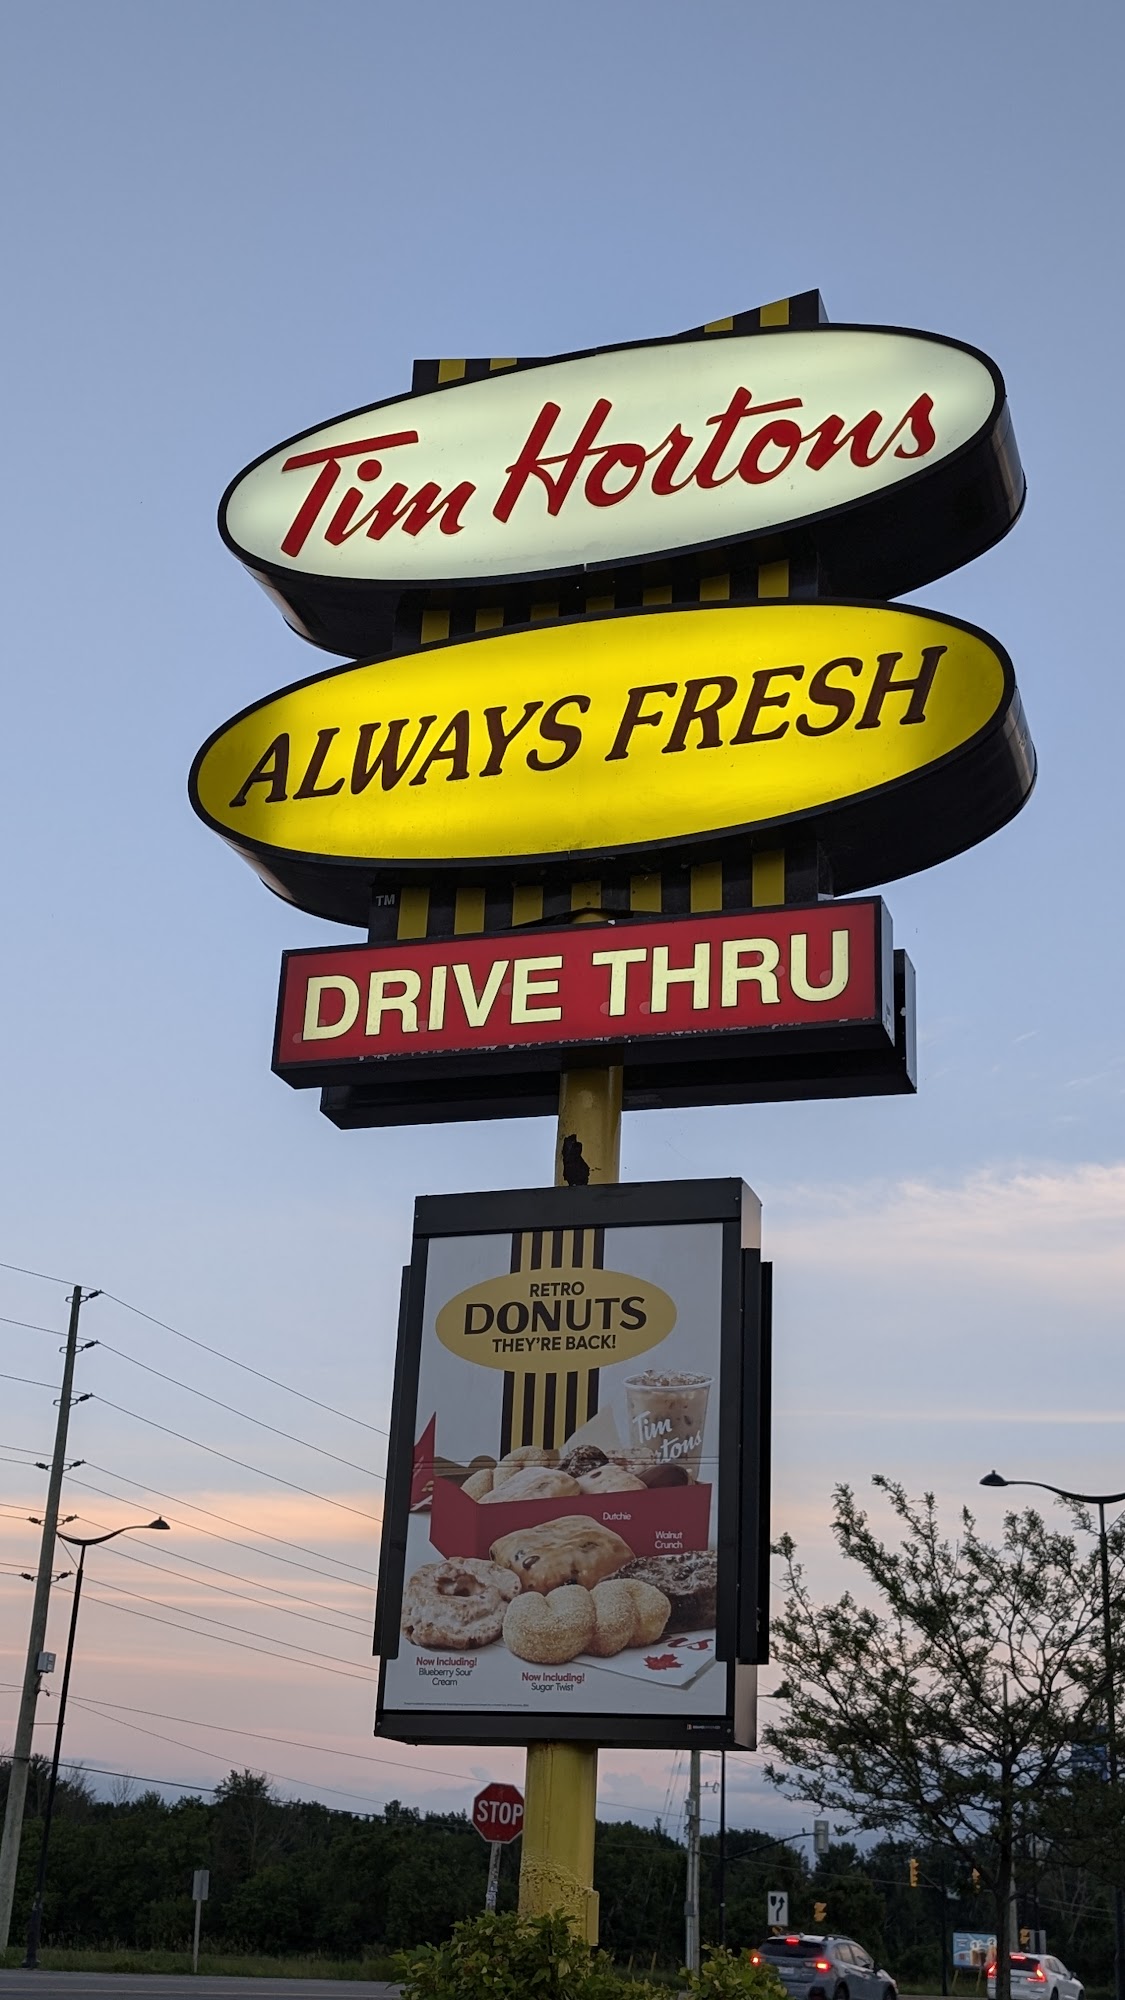 Tim Hortons
ALWAYS FRESH
TM
DRIVE THRU
RETRO
DONUTS
THEY'RE BACK!
Tim
Dutchie
Walnut
Crunch
Now Including!
Blueberry Sour
Cream
Now Including!
Sugar Twist
STOP